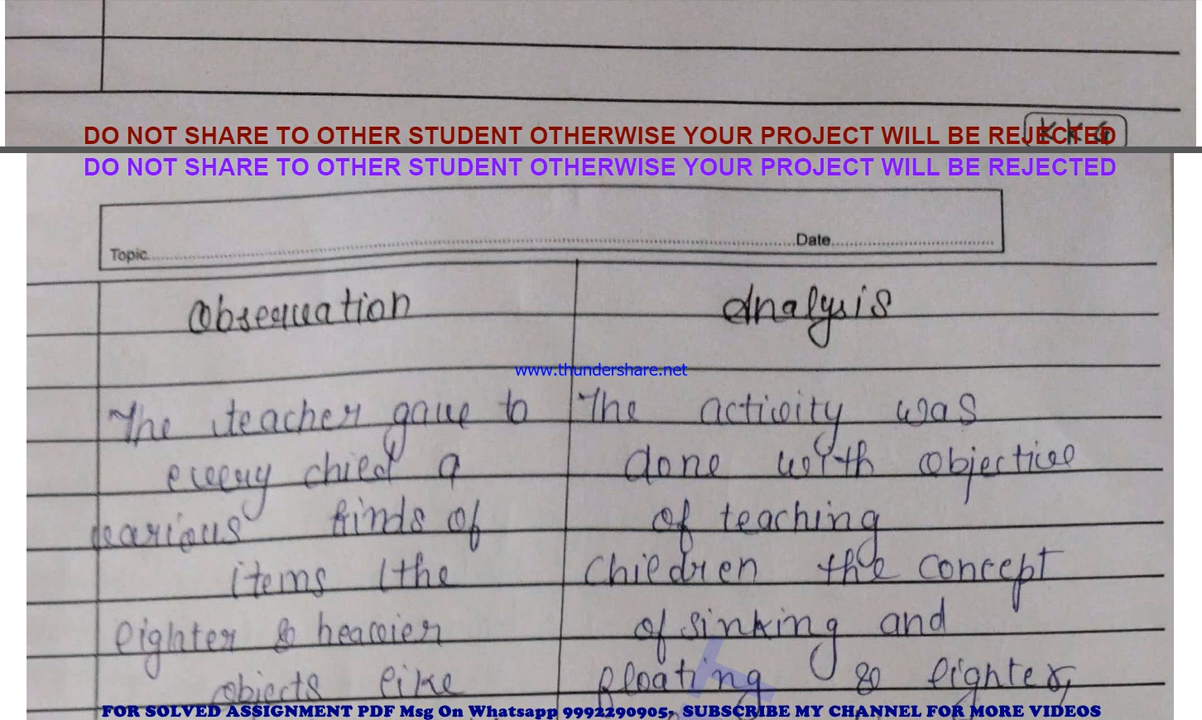 DO NOT SHARE TO OTHER STUDENT OTHERWISE YOUR PROJECT WILL BE REJECTED
KKG
DO NOT SHARE TO OTHER STUDENT OTHERWISE YOUR PROJECT WILL BE REJECTED
Topic Date
Observation Analysis
www.thundershare.net
The teacher gave to The activity was
every child a done with objective
various kinds of of teaching
items (the children the concept
lighter & heavier of sinking and
objects like floating & lighter,
FOR SOLVED ASSIGNMENT PDF Msg On Whatsapp 9992290905, SUBSCRIBE MY CHANNEL FOR MORE VIDEOS